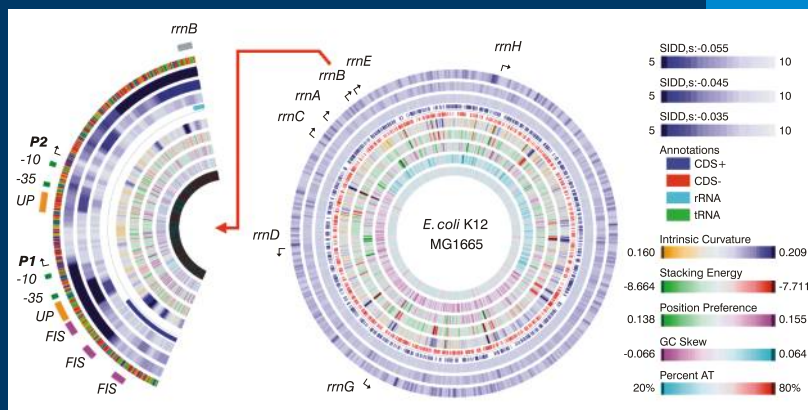 rrnB
P2
-10
-35
UP
P1
-10
-35
UP
FIS
FIS
FIS
rrnH
rrnE
rrnB
rrnA
rrnC
rrnD
rrnG
E.coli K12
MG1665
SIDD,s:-0.055
5 10
SIDD,s:-0.045
5 10
SIDD,s:-0.035
5 10
Annotations
CDS+
CDS-
rRNA
tRNA
Intrinsic Curvature
0.160 0.209
Stacking Energy
-8.664 -7.711
Position Preference
0.138 0.155
GC Skew
-0.066 0.064
Percent AT
20% 80%